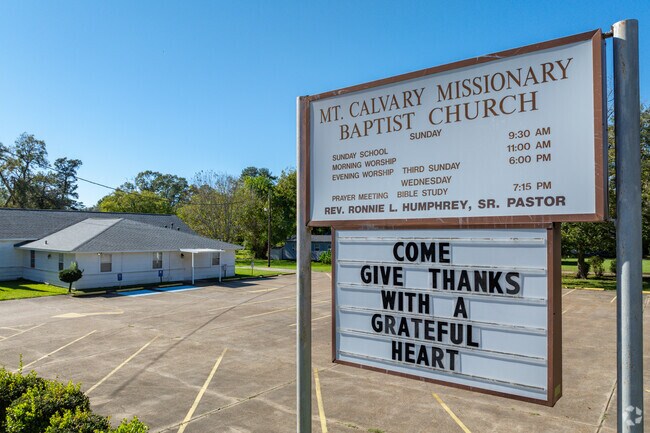 MT. CALVARY MISSIONARY
BAPTIST CHURCH
SUNDAY
SUNDAY SCHOOL 9:30 AM
MORNING WORSHIP 11:00 AM
EVENING WORSHIP THIRD SUNDAY 6:00 PM
WEDNESDAY
PRAYER MEETING BIBLE STUDY 7:15 PM
REV. RONNIE L. HUMPHREY, SR. PASTOR
COME
GIVE THANKS
WITH A
GRATEFUL
HEART